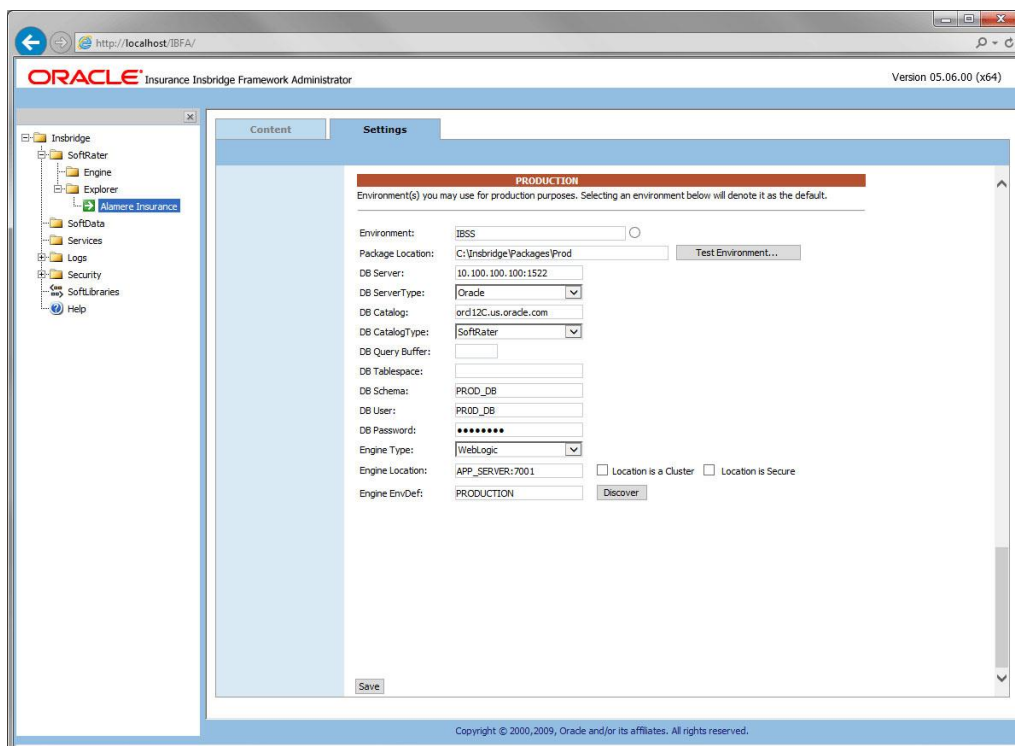 http://localhost/IBFA/
ORACLE Insurance Insbridge Framework Administrator
Version 05.06.00 (x64)
Insbridge
SoftRater
Engine
Explorer
Alamere Insurance
SoftData
Services
Logs
Security
SoftLibraries
Help
Content
Settings
PRODUCTION
Environment(s) you may use for production purposes. Selecting an environment below will denote it as the default.
Environment: IBSS
Package Location: C:\Insbridge\Packages\Prod Test Environment...
DB Server: 10.100.100.100:1522
DB ServerType: Oracle
DB Catalog: orcl12C.us.oracle.com
DB CatalogType: SoftRater
DB Query Buffer:
DB Tablespace:
DB Schema: PROD_DB
DB User: PR0D_DB
DB Password: ●●●●●●●●
Engine Type: WebLogic
Engine Location: APP_SERVER:7001 Location is a Cluster Location is Secure
Engine EnvDef: PRODUCTION Discover
Save
Copyright © 2000,2009, Oracle and/or its affiliates. All rights reserved.